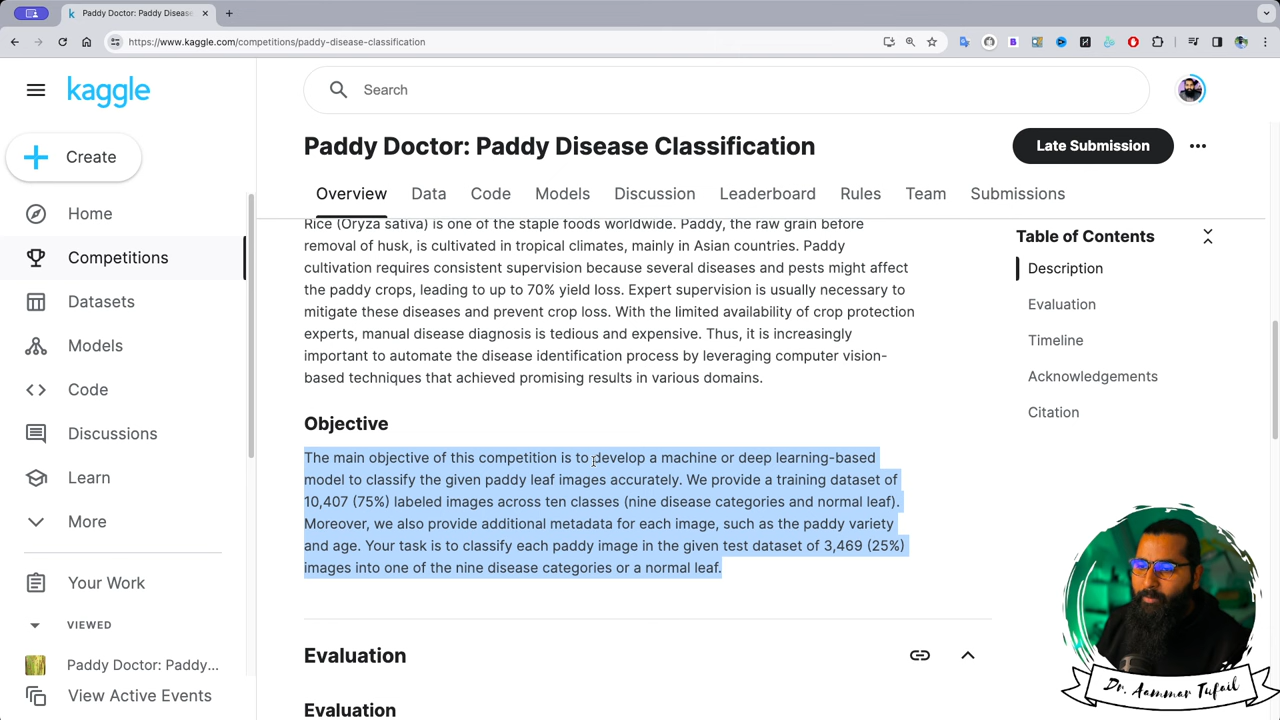 Paddy Doctor: Paddy Disease
https://www.kaggle.com/competitions/paddy-disease-classification
kaggle
Search
Create
Home
Competitions
Datasets
Models
Code
Discussions
Learn
More
Your Work
VIEWED
Paddy Doctor: Paddy...
View Active Events
Paddy Doctor: Paddy Disease Classification
Late Submission
Overview Data Code Models Discussion Leaderboard Rules Team Submissions
Rice (Oryza sativa) is one of the staple foods worldwide. Paddy, the raw grain before
removal of husk, is cultivated in tropical climates, mainly in Asian countries. Paddy
cultivation requires consistent supervision because several diseases and pests might affect
the paddy crops, leading to up to 70% yield loss. Expert supervision is usually necessary to
mitigate these diseases and prevent crop loss. With the limited availability of crop protection
experts, manual disease diagnosis is tedious and expensive. Thus, it is increasingly
important to automate the disease identification process by leveraging computer vision-
based techniques that achieved promising results in various domains.
Objective
The main objective of this competition is to develop a machine or deep learning-based
model to classify the given paddy leaf images accurately. We provide a training dataset of
10,407 (75%) labeled images across ten classes (nine disease categories and normal leaf).
Moreover, we also provide additional metadata for each image, such as the paddy variety
and age. Your task is to classify each paddy image in the given test dataset of 3,469 (25%)
images into one of the nine disease categories or a normal leaf.
Evaluation
Evaluation
Table of Contents
Description
Evaluation
Timeline
Acknowledgements
Citation
Dr. Aammar Tufail